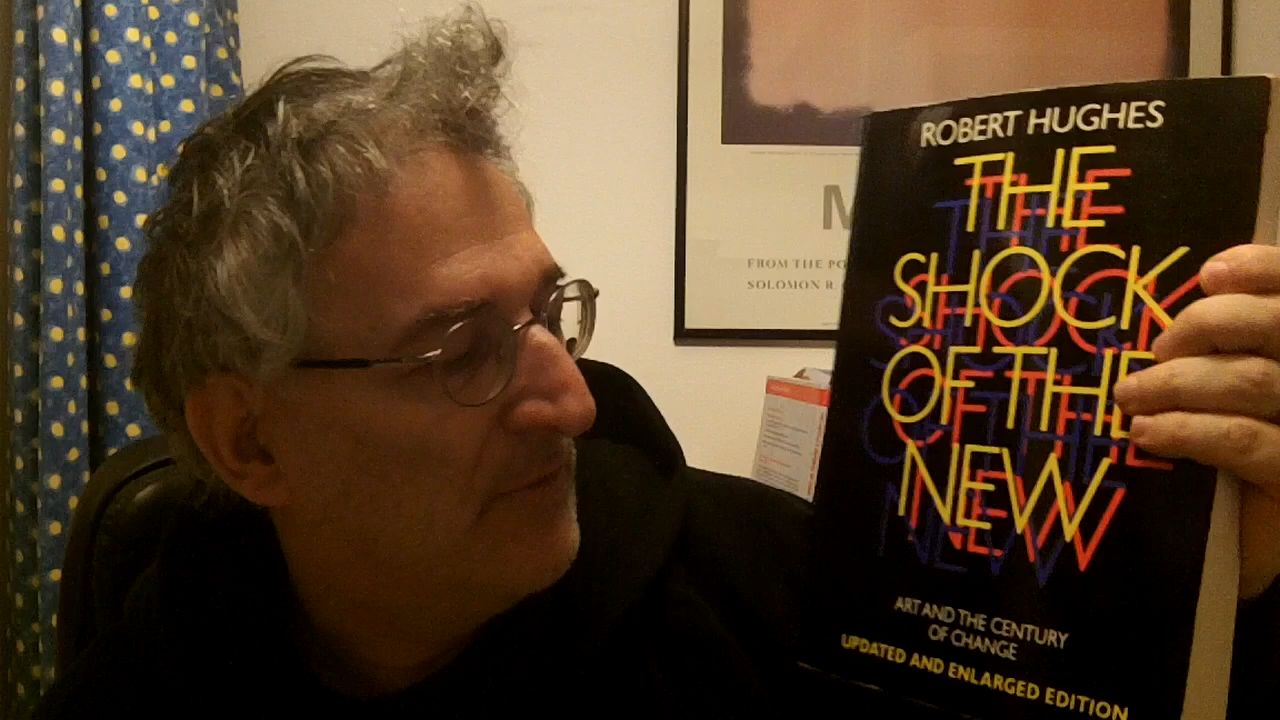 ROBERT HUGHES
THE
SHOCK
OF THE
NEW
ART AND THE CENTURY
OF CHANGE
UPDATED AND ENLARGED EDITION
FROM THE
SOLOMON R.